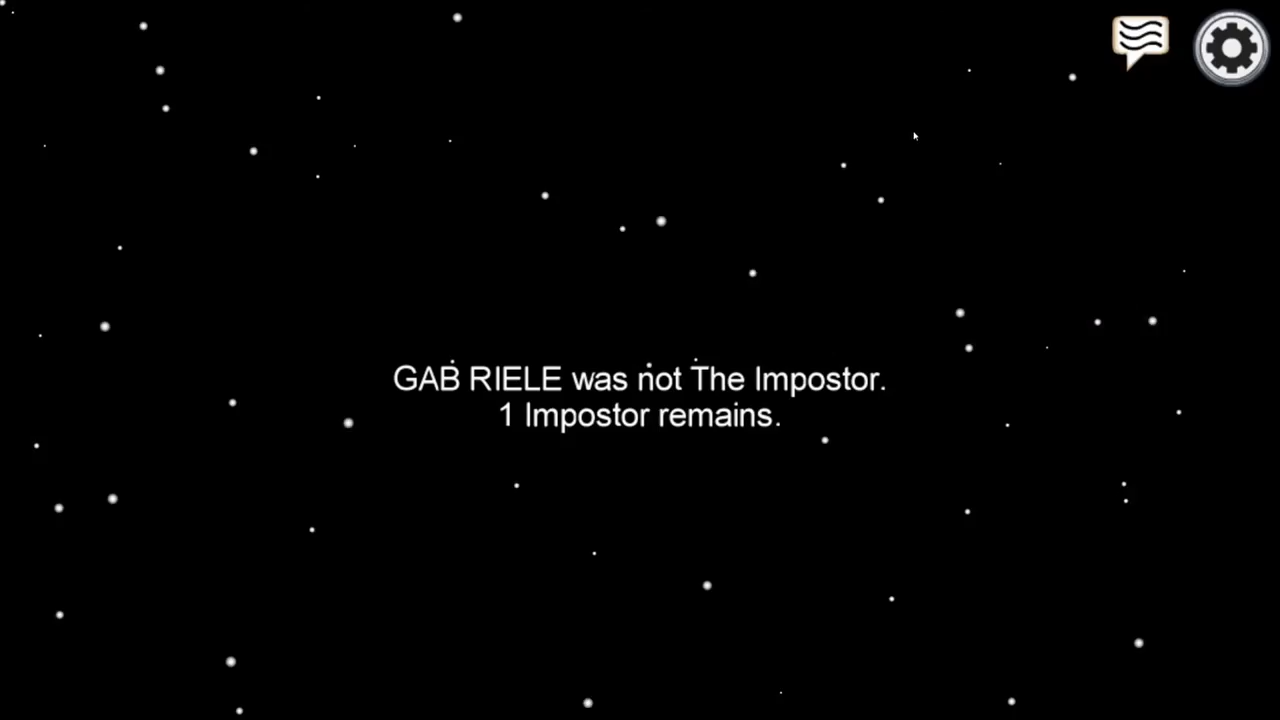 GAB RIELE was not The Impostor.
1 Impostor remains.